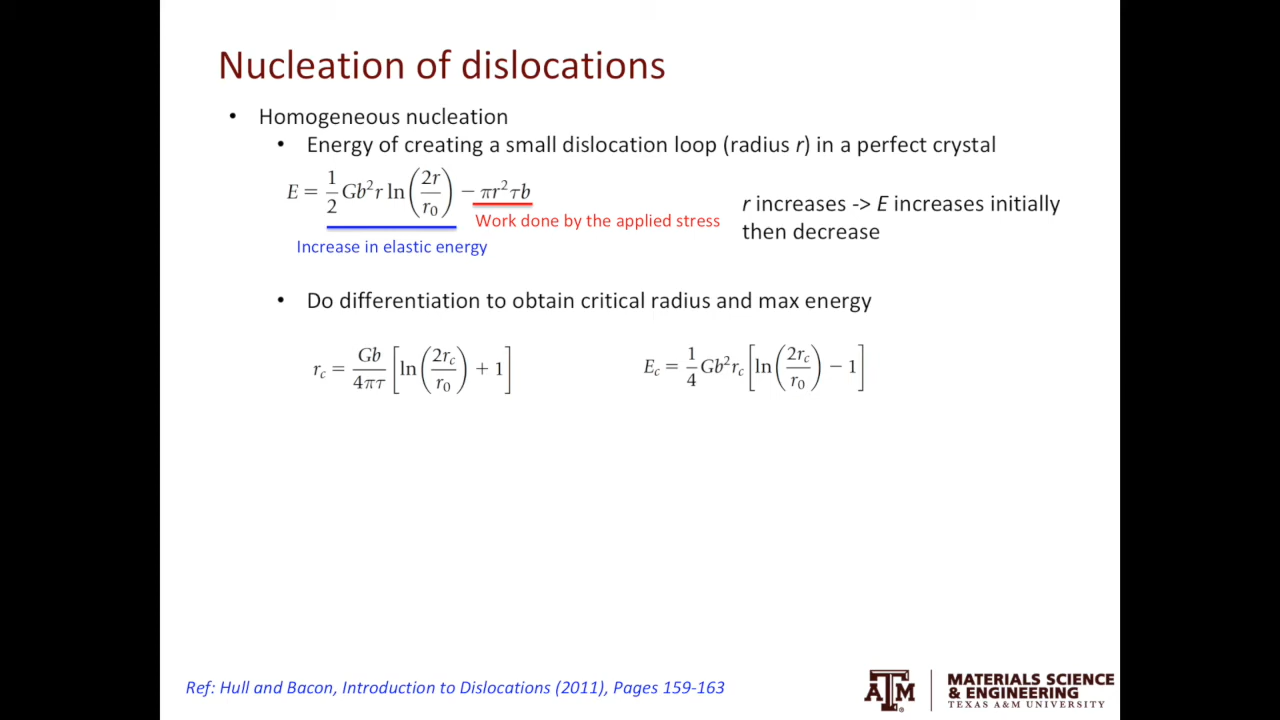 Nucleation of dislocations
• Homogeneous nucleation
• Energy of creating a small dislocation loop (radius r) in a perfect crystal
E = 1/2 Gb²r ln(2r/r₀) − πr²τb
Work done by the applied stress
Increase in elastic energy
r increases -> E increases initially
then decrease
• Do differentiation to obtain critical radius and max energy
r_c = Gb/4πτ [ln(2r_c/r₀) + 1]
E_c = 1/4 Gb²r_c [ln(2r_c/r₀) − 1]
Ref: Hull and Bacon, Introduction to Dislocations (2011), Pages 159-163
ATM®
MATERIALS SCIENCE
& ENGINEERING
TEXAS A&M UNIVERSITY